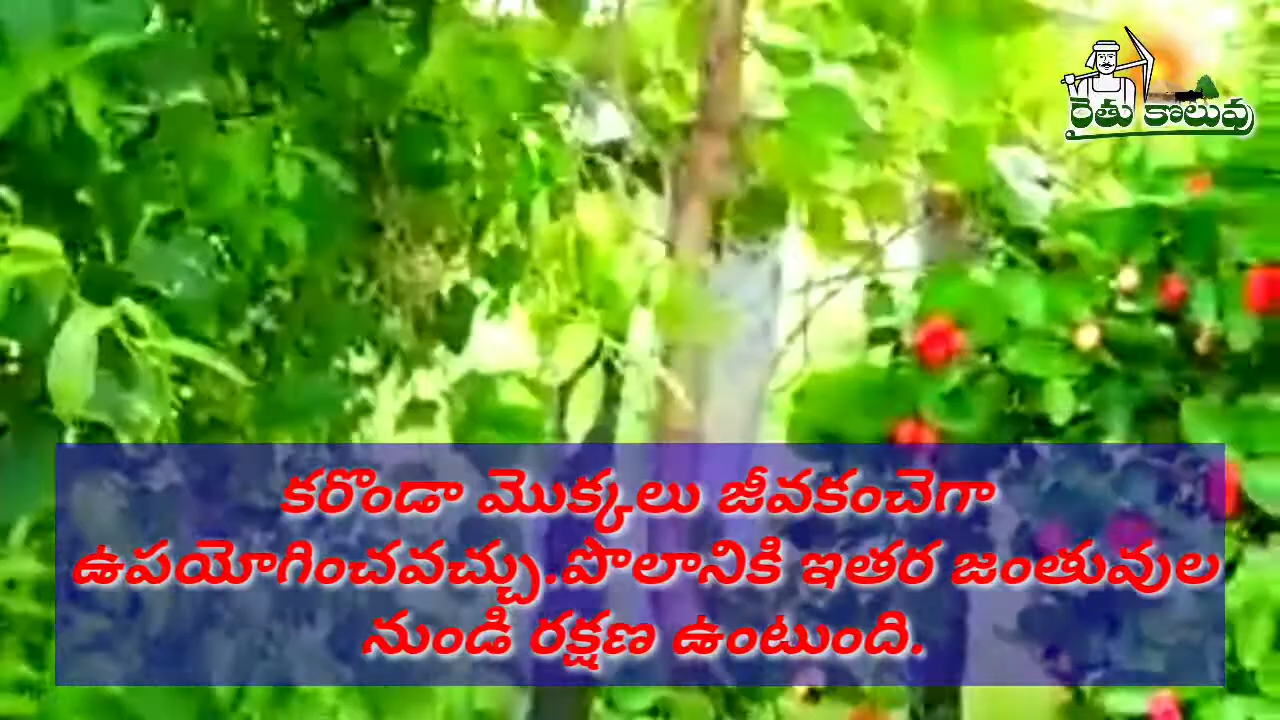 రైతు కొలువు
కరొండా మొక్కలు జీవకంచెగా
ఉపయోగించవచ్చు.పొలానికి ఇతర జంతువుల
నుండి రక్షణ ఉంటుంది.